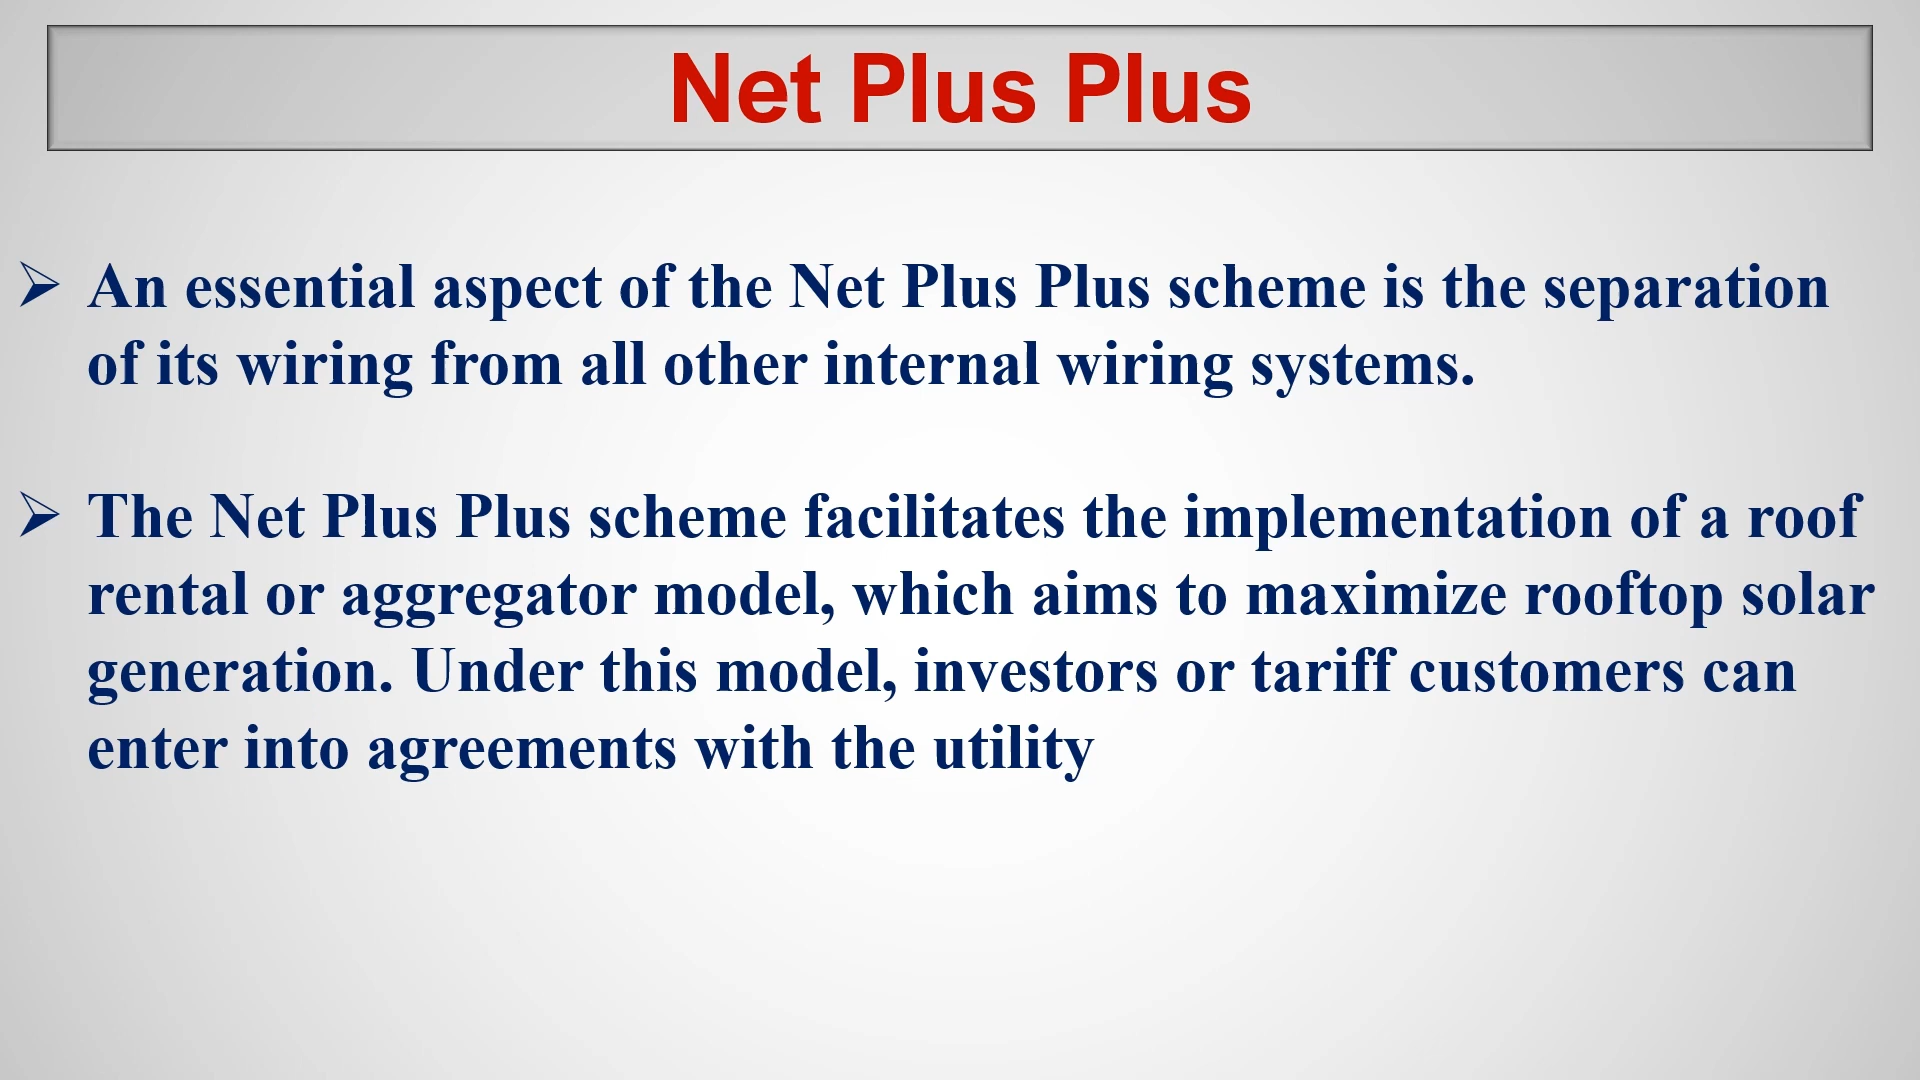 Net Plus Plus
➢ An essential aspect of the Net Plus Plus scheme is the separation
of its wiring from all other internal wiring systems.
➢ The Net Plus Plus scheme facilitates the implementation of a roof
rental or aggregator model, which aims to maximize rooftop solar
generation. Under this model, investors or tariff customers can
enter into agreements with the utility